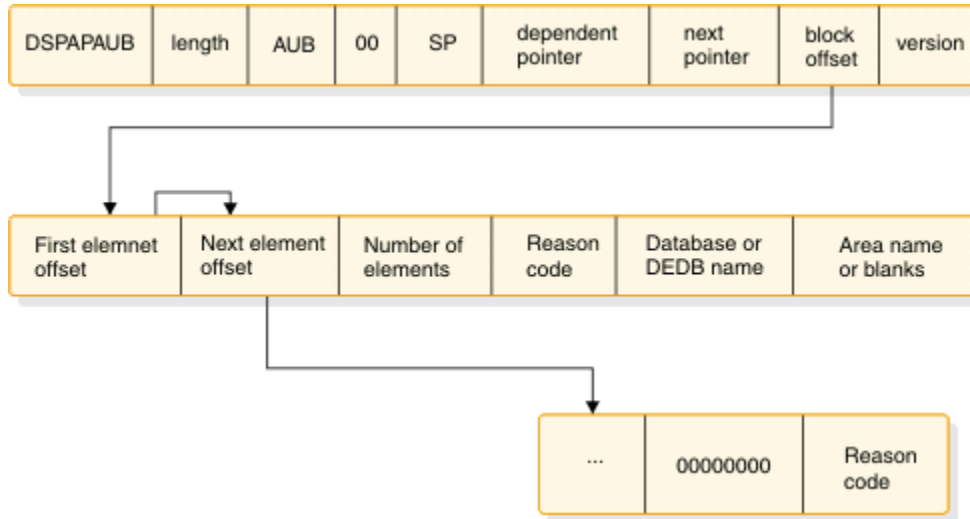 DSPAPAUB
length
AUB
00
SP
dependent
pointer
next
pointer
block
offset
version
First elemnet
offset
Next element
offset
Number of
elements
Reason
code
Database or
DEDB name
Area name
or blanks
...
00000000
Reason
code